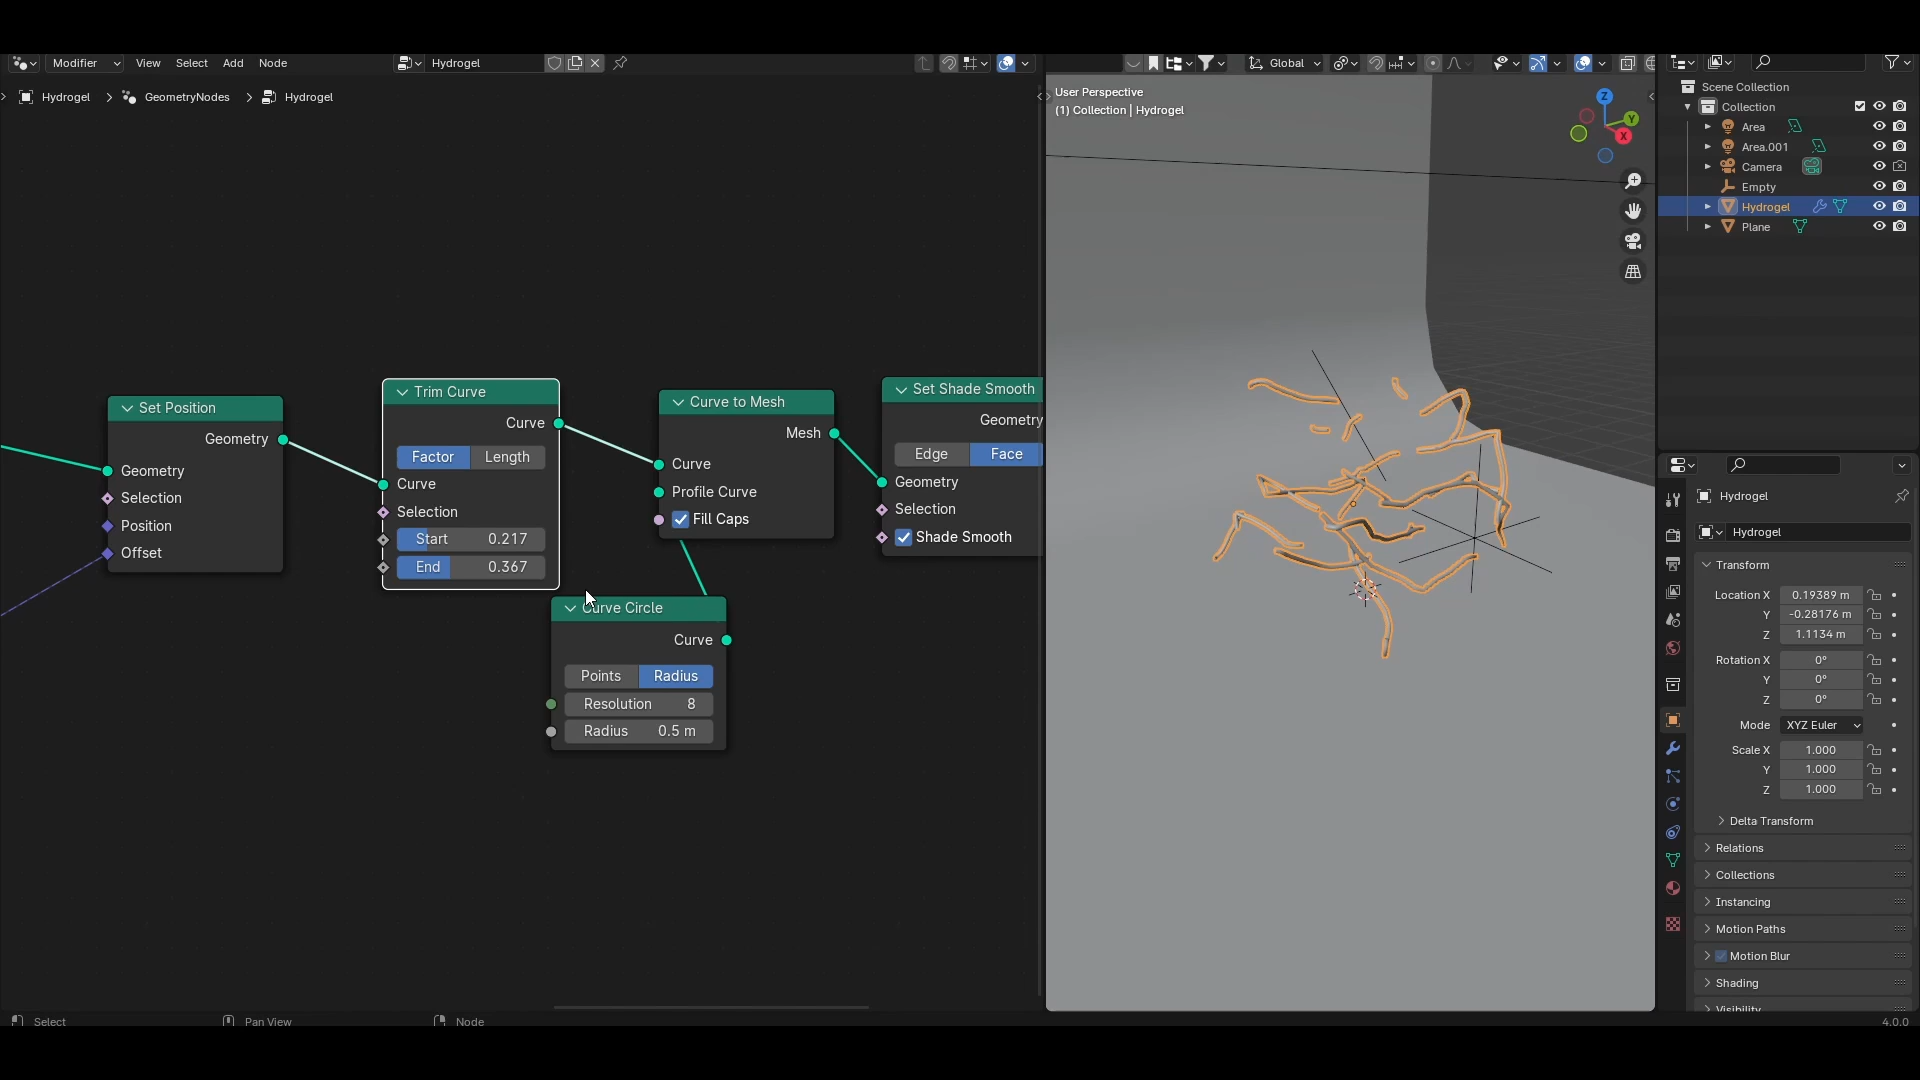 Modifier View Select Add Node Hydrogel
Global
Hydrogel GeometryNodes Hydrogel
User Perspective
(1) Collection | Hydrogel
Z
Y
X
Set Position
Geometry
Geometry
Selection
Position
Offset
Trim Curve
Curve
Factor Length
Curve
Selection
Start 0.217
End 0.367
Curve to Mesh
Mesh
Curve
Profile Curve
Fill Caps
Set Shade Smooth
Geometry
Edge Face
Geometry
Selection
Shade Smooth
Curve Circle
Curve
Points Radius
Resolution 8
Radius 0.5 m
Scene Collection
Collection
Area
Area.001
Camera
Empty
Hydrogel
Plane
Hydrogel
Hydrogel
Transform
Location X 0.19389 m
Y -0.28176 m
Z 1.1134 m
Rotation X 0°
Y 0°
Z 0°
Mode XYZ Euler
Scale X 1.000
Y 1.000
Z 1.000
Delta Transform
Relations
Collections
Instancing
Motion Paths
Motion Blur
Shading
Visibility
Select Pan View Node 4.0.0